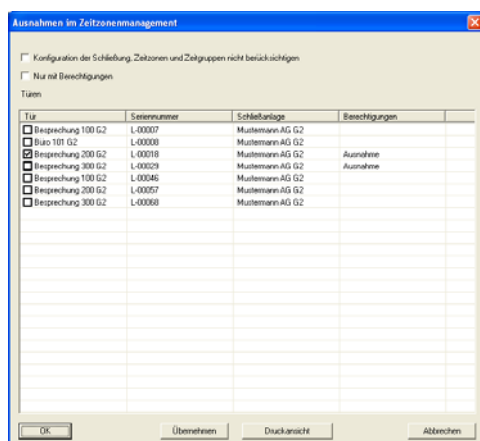 Ausnahmen im Zeitzonenmanagement
Konfiguration der Schließung, Zeitzonen und Zeitgruppen nicht berücksichtigen
Nur mit Berechtigungen
Türen
Tür Seriennummer Schließanlage Berechtigungen
Besprechung 100 G2 L-00007 Mustermann AG G2
Büro 101 G2 L-00008 Mustermann AG G2
Besprechung 200 G2 L-00018 Mustermann AG G2 Ausnahme
Besprechung 300 G2 L-00029 Mustermann AG G2 Ausnahme
Besprechung 100 G2 L-00046 Mustermann AG G2
Besprechung 200 G2 L-00057 Mustermann AG G2
Besprechung 300 G2 L-00068 Mustermann AG G2
OK Übernehmen Druckansicht Abbrechen